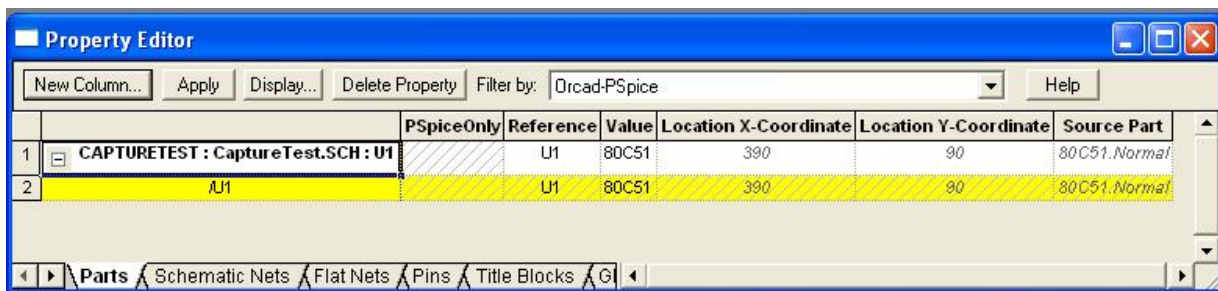 Property Editor
New Column... Apply Display... Delete Property Filter by: Orcad-PSpice Help
PSpiceOnly Reference Value Location X-Coordinate Location Y-Coordinate Source Part
1 CAPTURETEST : CaptureTest.SCH : U1 U1 80C51 390 90 80C51.Normal
2 /U1 U1 80C51 390 90 80C51.Normal
Parts Schematic Nets Flat Nets Pins Title Blocks Gl